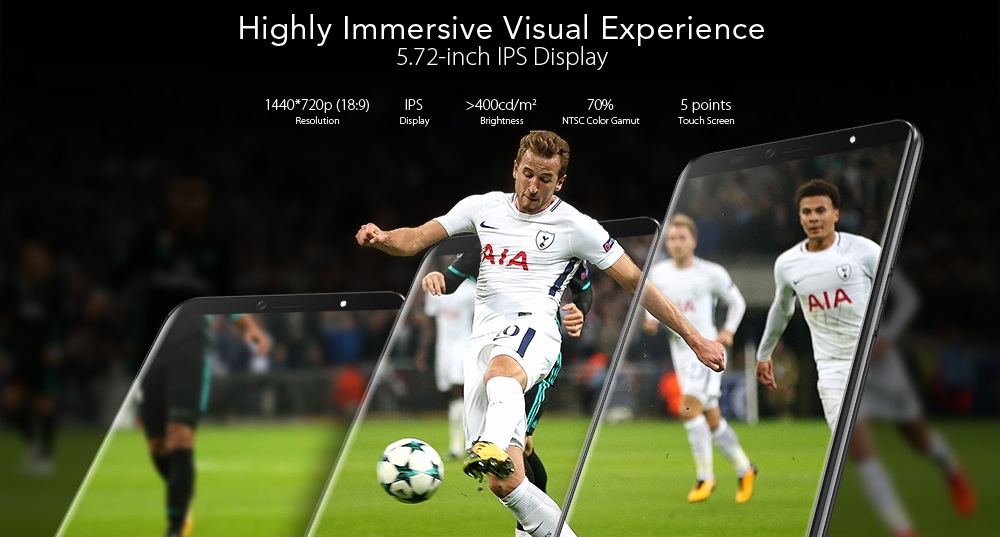 Highly Immersive Visual Experience
5.72-inch IPS Display
1440*720p (18:9) IPS >400cd/m² 70% 5 points
Resolution Display Brightness NTSC Color Gamut Touch Screen
AIA
AIA
10